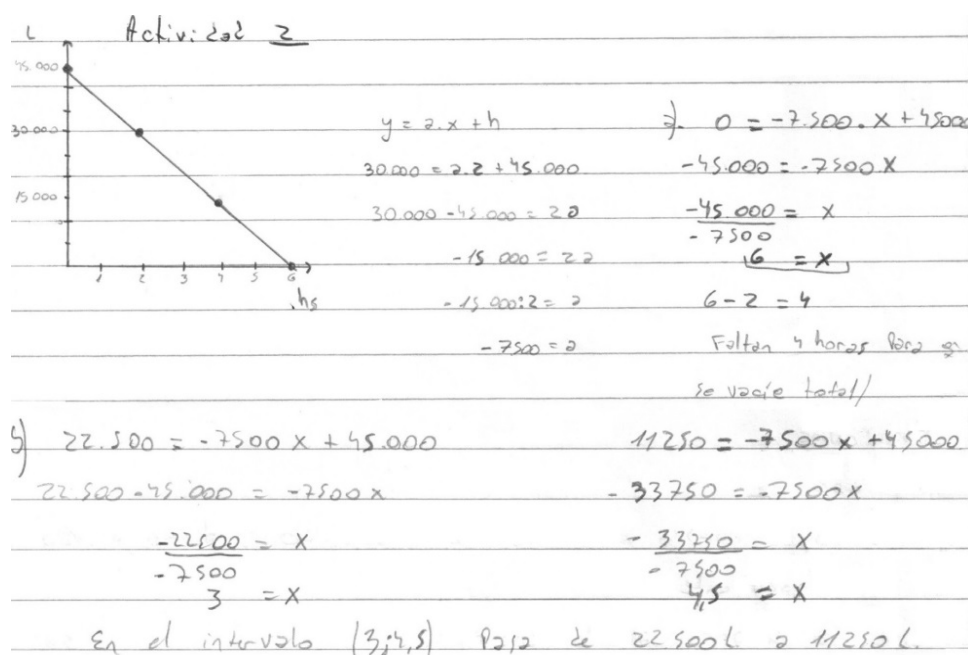 Actividad 2
L
45.000
30.000
15.000
1 2 3 4 5 6
hs
y = a.x + h
30.000 = a.2 + 45.000
30.000 - 45.000 = 2a
-15 000 = 2a
-15.000:2 = a
-7500 = a
a). 0 = -7.500. X + 45000
-45.000 = -7500 X
-45.000 = X
-7500
6 = X
6 - 2 = 4
Faltan 4 horas Para q
se vacíe total/
b) 22.500 = -7500 X + 45.000
22.500 - 45.000 = -7500x
-22500 = X
-7500
3 = X
11250 = -7500 x + 45000
-33750 = -7500x
-33750 = X
-7500
4,5 = X
En el intervalo (3;4,5) Pasa de 22500L a 11250 L.